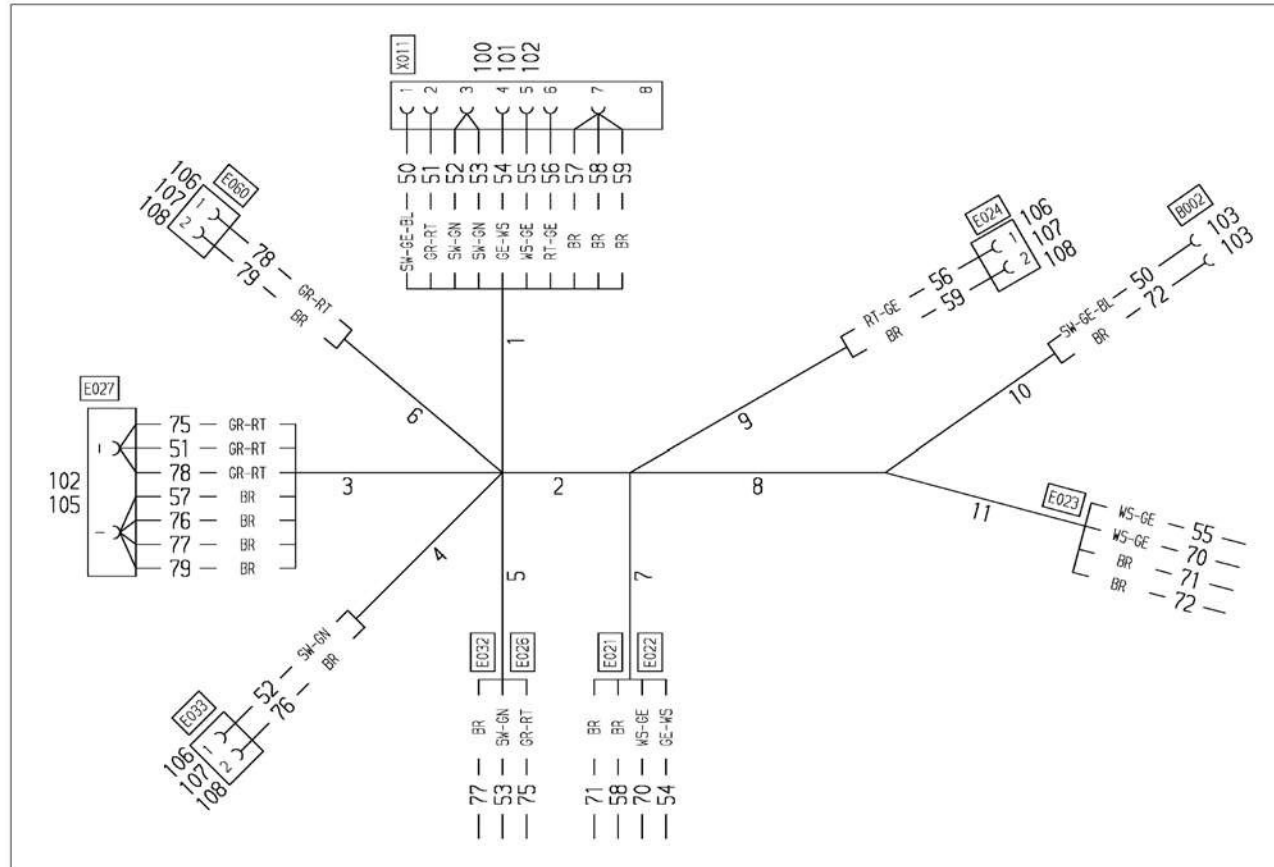 X011
100
101
102
1 2 3 4 5 6 7 8
50 51 52 53 54 55 56 57 58 59
SW-GE-BL GR-RT SW-GN SW-GN GE-WS WS-GE RT-GE BR BR BR
1
E060
106
107
108
1
2
78 GR-RT
79 BR
6
E024
106
107
108
1
2
RT-GE 56
BR 59
9
B002
103
103
SW-GE-BL 50
BR 72
10
E027
102
105
75 GR-RT
51 GR-RT
78 GR-RT
57 BR
76 BR
77 BR
79 BR
3
2
8
11
E023
WS-GE 55
WS-GE 70
BR 71
BR 72
4
E033
106
107
108
1
2
52 SW-GN
76 BR
5
E032 E026
BR SW-GN GR-RT
77 53 75
7
E021 E022
BR BR WS-GE GE-WS
71 58 70 54